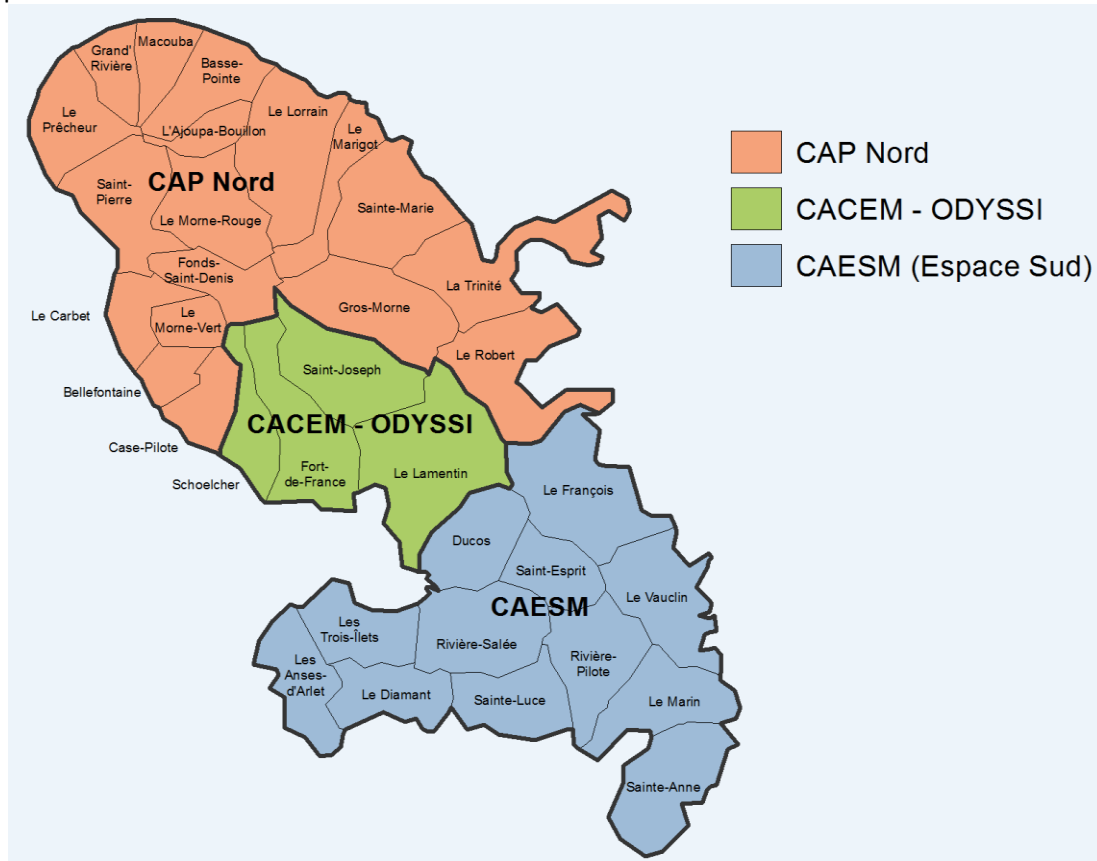 Macouba
Grand'
Rivière
Basse-
Pointe
Le
Prêcheur
Le Lorrain
L'Ajoupa-Bouillon
Le
Marigot
CAP Nord
Saint-
Pierre
Sainte-Marie
Le Morne-Rouge
Fonds-
Saint-Denis
La Trinité
Le Carbet
Le
Morne-Vert
Gros-Morne
Le Robert
Saint-Joseph
Bellefontaine
CACEM - ODYSSI
Case-Pilote
Schoelcher
Fort-
de-France
Le Lamentin
Le François
Ducos
Saint-Esprit
Le Vauclin
CAESM
Les
Trois-Îlets
Rivière-Salée
Rivière-
Pilote
Les
Anses-
d'Arlet
Le Diamant
Sainte-Luce
Le Marin
Sainte-Anne
CAP Nord
CACEM - ODYSSI
CAESM (Espace Sud)